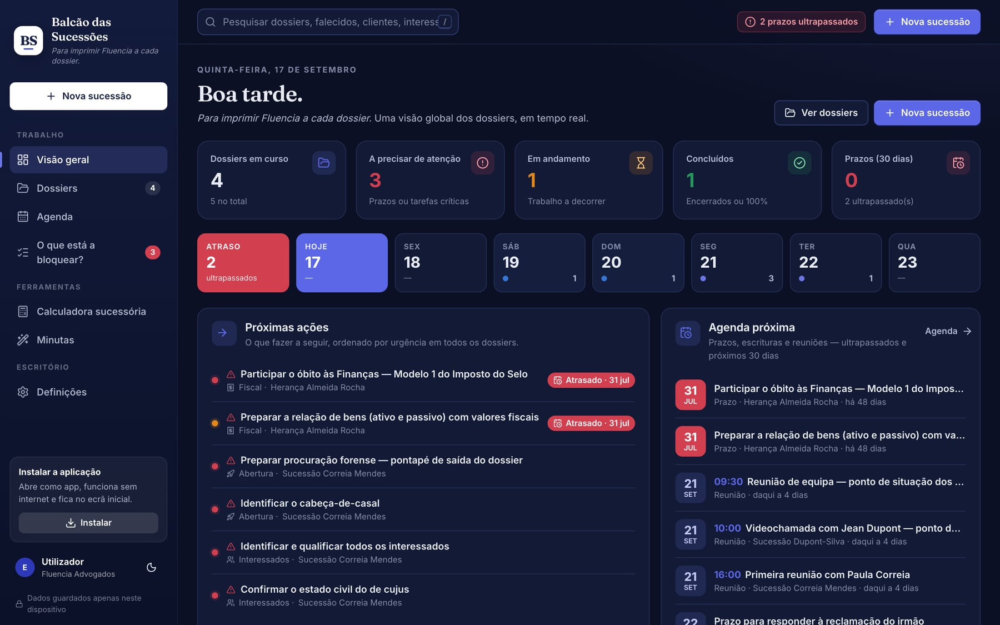 BS
Balcão das
Sucessões
Para imprimir Fluencia a cada
dossier.
Nova sucessão
TRABALHO
Visão geral
Dossiers 4
Agenda
O que está a
bloquear?
3
FERRAMENTAS
Calculadora sucessória
Minutas
ESCRITÓRIO
Definições
Instalar a aplicação
Abre como app, funciona sem
internet e fica no ecrã inicial.
Instalar
E
Utilizador
Fluencia Advogados
Dados guardados apenas neste
dispositivo
Pesquisar dossiers, falecidos, clientes, interess /
2 prazos ultrapassados
Nova sucessão
QUINTA-FEIRA, 17 DE SETEMBRO
Boa tarde.
Para imprimir Fluencia a cada dossier. Uma visão global dos dossiers, em tempo real.
Ver dossiers
Nova sucessão
Dossiers em curso
4
5 no total
A precisar de atenção
3
Prazos ou tarefas críticas
Em andamento
1
Trabalho a decorrer
Concluídos
1
Encerrados ou 100%
Prazos (30 dias)
0
2 ultrapassado(s)
ATRASO
2
ultrapassados
HOJE
17
—
SEX
18
—
SÁB
19
1
DOM
20
1
SEG
21
3
TER
22
1
QUA
23
—
Próximas ações
O que fazer a seguir, ordenado por urgência em todos os dossiers.
Participar o óbito às Finanças — Modelo 1 do Imposto do Selo
Fiscal · Herança Almeida Rocha
Atrasado · 31 jul
Preparar a relação de bens (ativo e passivo) com valores fiscais
Fiscal · Herança Almeida Rocha
Atrasado · 31 jul
Preparar procuração forense — pontapé de saída do dossier
Abertura · Sucessão Correia Mendes
Identificar o cabeça-de-casal
Abertura · Sucessão Correia Mendes
Identificar e qualificar todos os interessados
Interessados · Sucessão Correia Mendes
Confirmar o estado civil do de cujus
Interessados · Sucessão Correia Mendes
Agenda próxima
Prazos, escrituras e reuniões — ultrapassados e
próximos 30 dias
Agenda
31
JUL
Participar o óbito às Finanças — Modelo 1 do Impos...
Prazo · Herança Almeida Rocha · há 48 dias
31
JUL
Preparar a relação de bens (ativo e passivo) com va...
Prazo · Herança Almeida Rocha · há 48 dias
21
SET
09:30 Reunião de equipa — ponto de situação dos ...
Reunião · daqui a 4 dias
21
SET
10:00 Videochamada com Jean Dupont — ponto d...
Reunião · Sucessão Dupont-Silva · daqui a 4 dias
21
SET
16:00 Primeira reunião com Paula Correia
Reunião · Sucessão Correia Mendes · daqui a 4 dias
22
Prazo para responder à reclamação do irmão